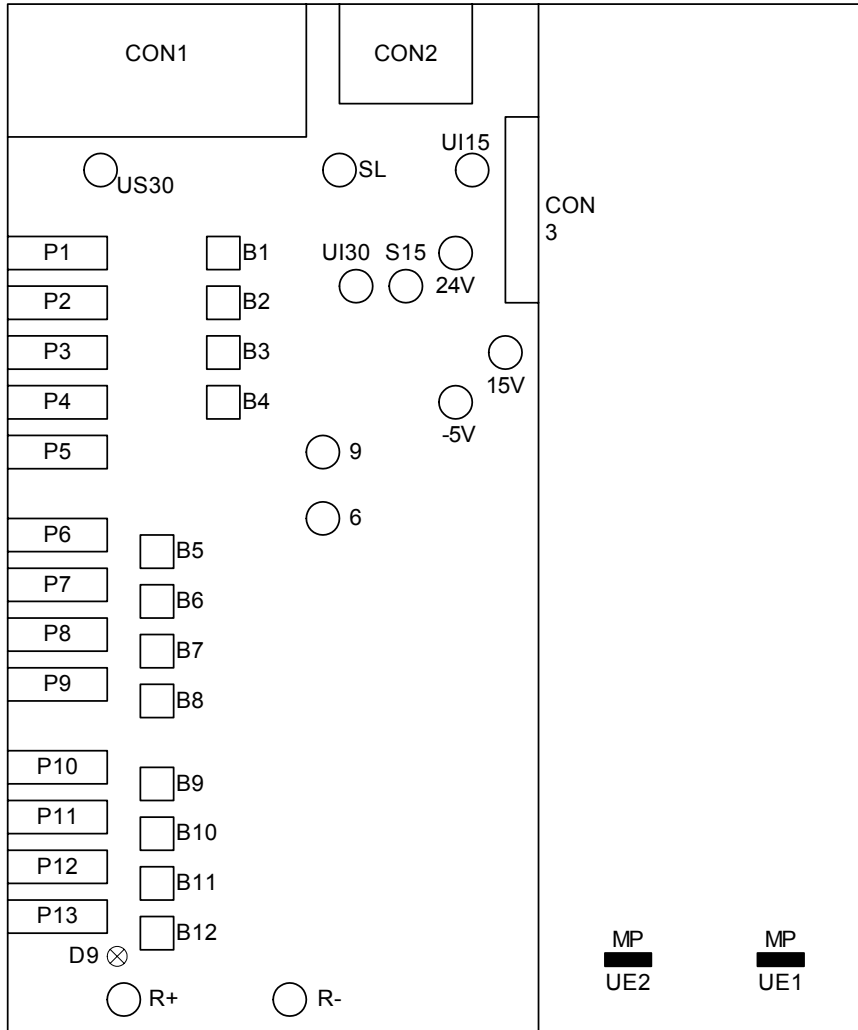 CON1
CON2
UI15
US30
SL
CON
3
P1
B1
UI30
S15
24V
P2
B2
P3
B3
15V
P4
B4
-5V
P5
9
6
P6
B5
P7
B6
P8
B7
P9
B8
P10
B9
P11
B10
P12
B11
P13
B12
D9
MP
MP
UE2
UE1
R+
R-